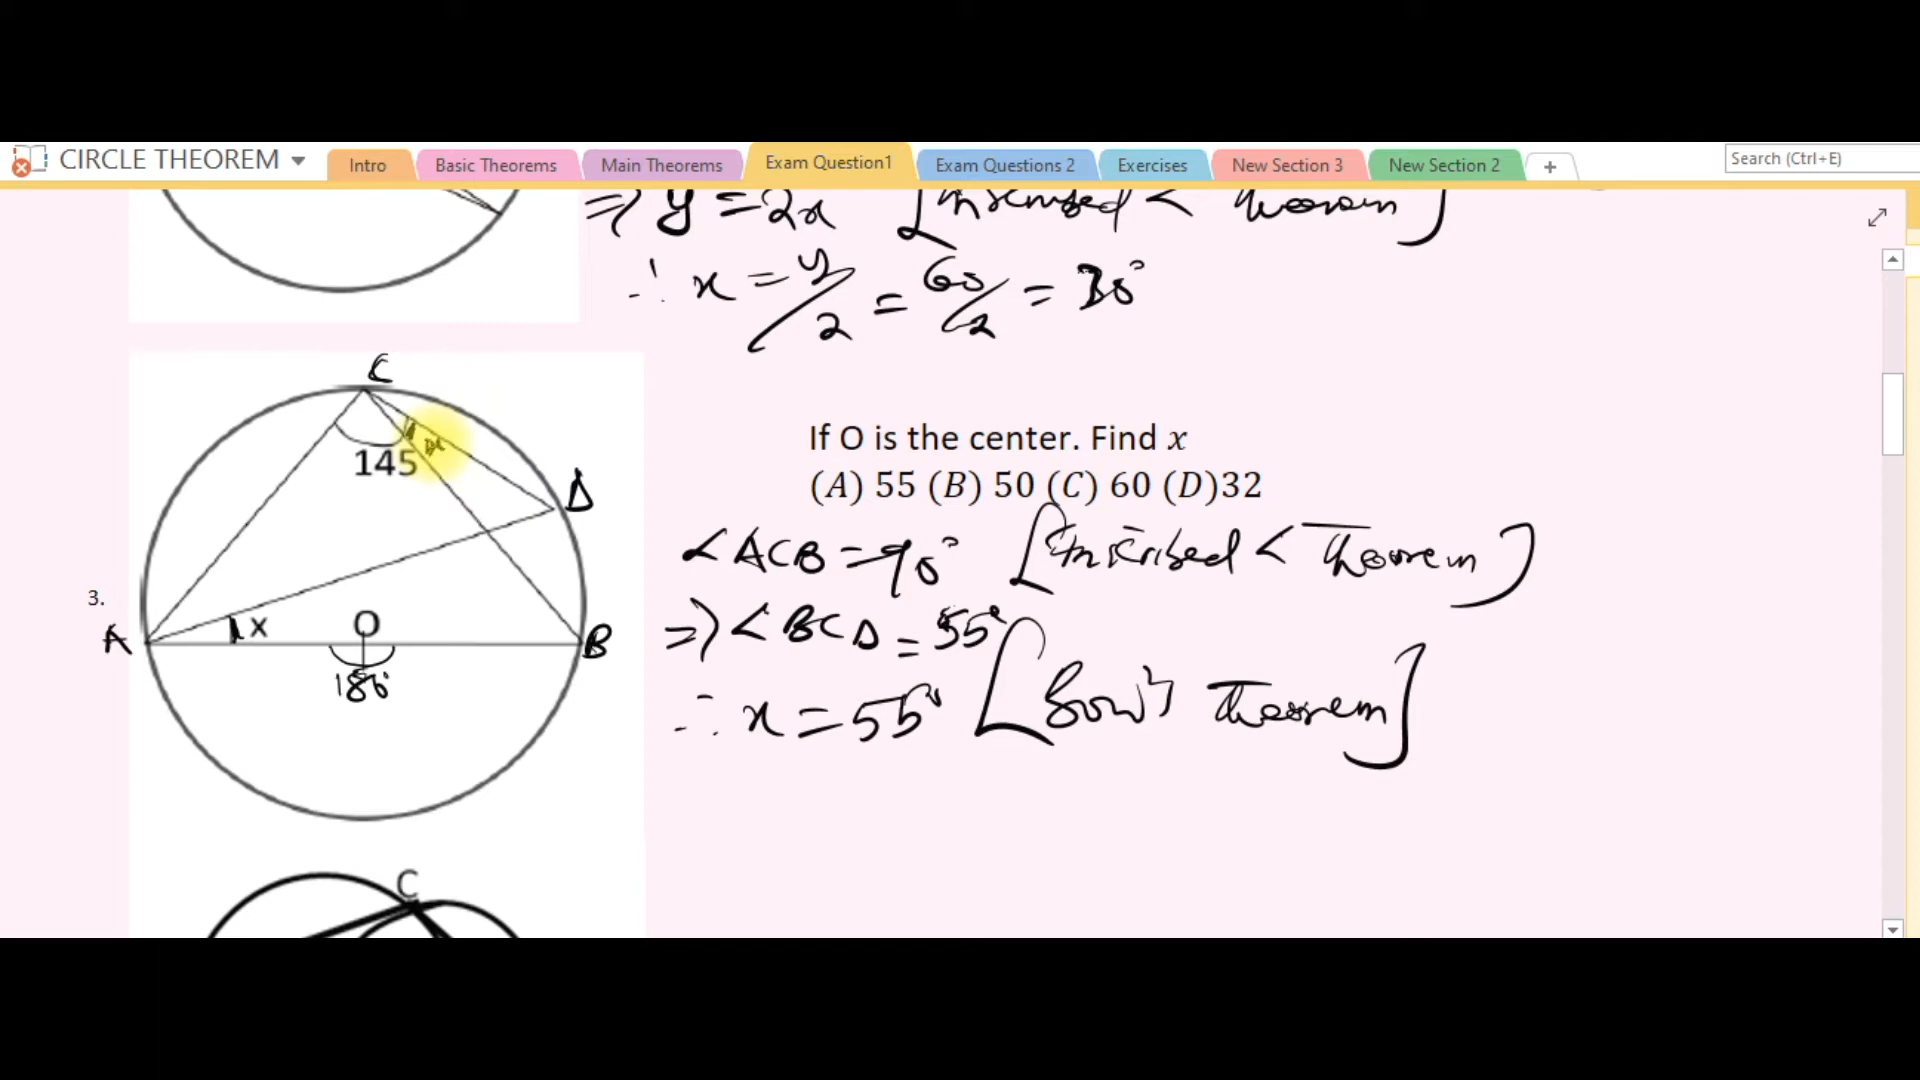 CIRCLE THEOREM
Intro
Basic Theorems
Main Theorems
Exam Question1
Exam Questions 2
Exercises
New Section 3
New Section 2
+
Search (Ctrl+E)
⇒ y = 2x [Inscribed < Theorem]
∴ x = y/2 = 60/2 = 30°
C
x
145
D
If O is the center. Find x
(A) 55 (B) 50 (C) 60 (D)32
<ACB = 90° [Inscribed < Theorem]
3.
A
x
O
B
180°
⇒ < BCD = 55°
∴ x = 55° [Theorem]
C